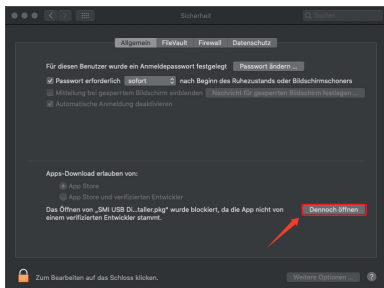 Sicherheit
Suchen
Allgemein FileVault Firewall Datenschutz
Für diesen Benutzer wurde ein Anmeldepasswort festgelegt Passwort ändern ...
Passwort erforderlich sofort nach Beginn des Ruhezustands oder Bildschirmschoners
Mitteilung bei gesperrtem Bildschirm einblenden Nachricht für gesperrten Bildschirm festlegen ...
Automatische Anmeldung deaktivieren
Apps-Download erlauben von:
App Store
App Store und verifizierten Entwickler
Das Öffnen von „SMI USB Di...taller.pkg“ wurde blockiert, da die App nicht von Dennoch öffnen
einem verifizierten Entwickler stammt.
Zum Bearbeiten auf das Schloss klicken. Weitere Optionen ... ?